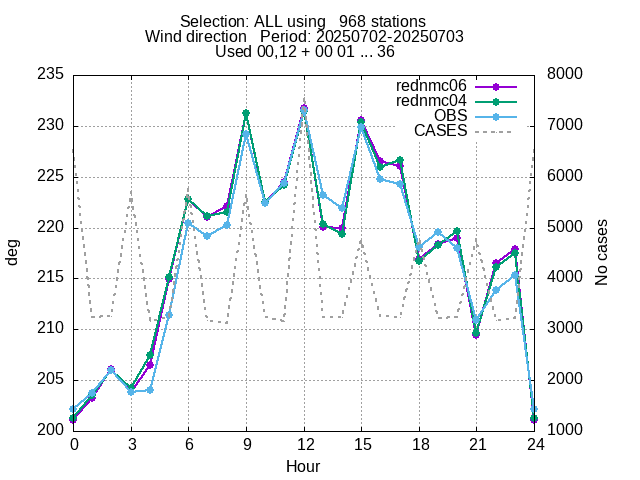 Selection: ALL using   968 stations
Wind direction   Period: 20250702-20250703
Used 00,12 + 00 01 ... 36
235
230
225
220
215
210
205
200
8000
7000
6000
5000
4000
3000
2000
1000
rednmc06
rednmc04
OBS
CASES
deg
No cases
0 3 6 9 12 15 18 21 24
Hour